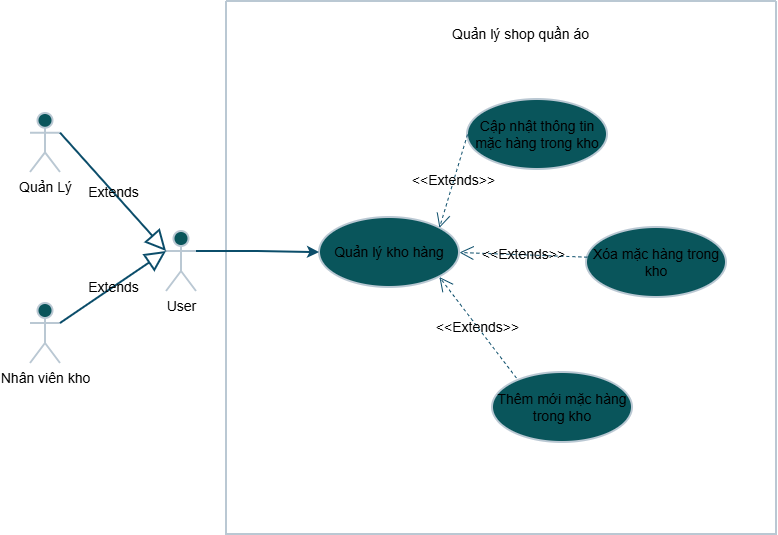 Quản lý shop quần áo
Cập nhật thông tin
mặc hàng trong kho
Quản Lý
Extends
<<Extends>>
Quản lý kho hàng
<<Extends>>
Xóa mặc hàng trong
kho
Extends
User
Nhân viên kho
<<Extends>>
Thêm mới mặc hàng
trong kho